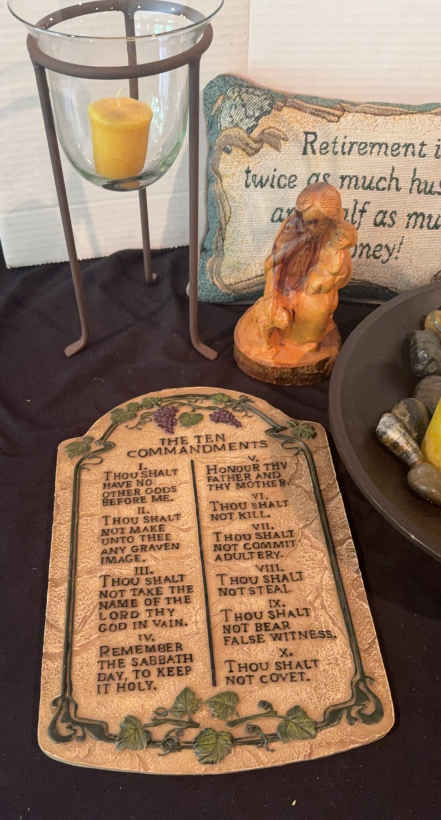 Retirement i
twice as much hus
an half as mu
oney!
THE TEN
COMMANDMENTS
I.
THOU SHALT
HAVE NO
OTHER GODS
BEFORE ME.
II.
THOU SHALT
NOT MAKE
UNTO THEE
ANY GRAVEN
IMAGE.
III.
THOU SHALT
NOT TAKE THE
NAME OF THE
LORD THY
GOD IN VAIN.
IV.
REMEMBER
THE SABBATH
DAY, TO KEEP
IT HOLY.
V.
HONOUR THY
FATHER AND
THY MOTHER.
VI.
THOU SHALT
NOT KILL.
VII.
THOU SHALT
NOT COMMIT
ADULTERY.
VIII.
THOU SHALT
NOT STEAL.
IX.
THOU SHALT
NOT BEAR
FALSE WITNESS.
X.
THOU SHALT
NOT COVET.